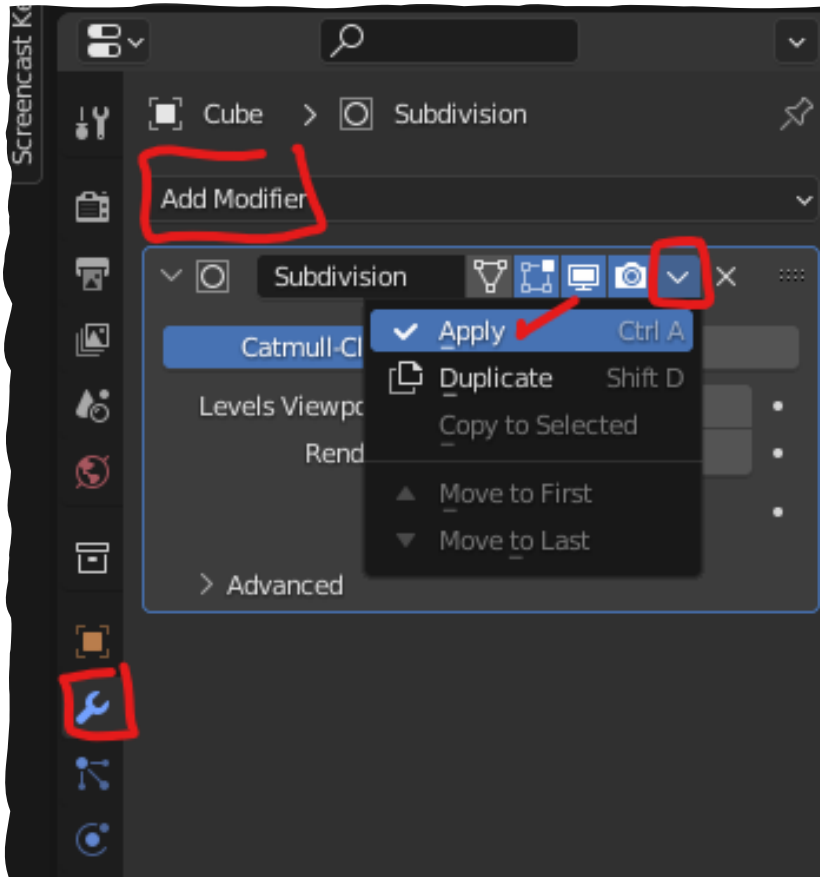 Screencast Ke
Cube > Subdivision
Add Modifier
Subdivision
Apply Ctrl A
Catmull-Cl
Duplicate Shift D
Levels Viewpo
Copy to Selected
Rend
Move to First
Move to Last
Advanced